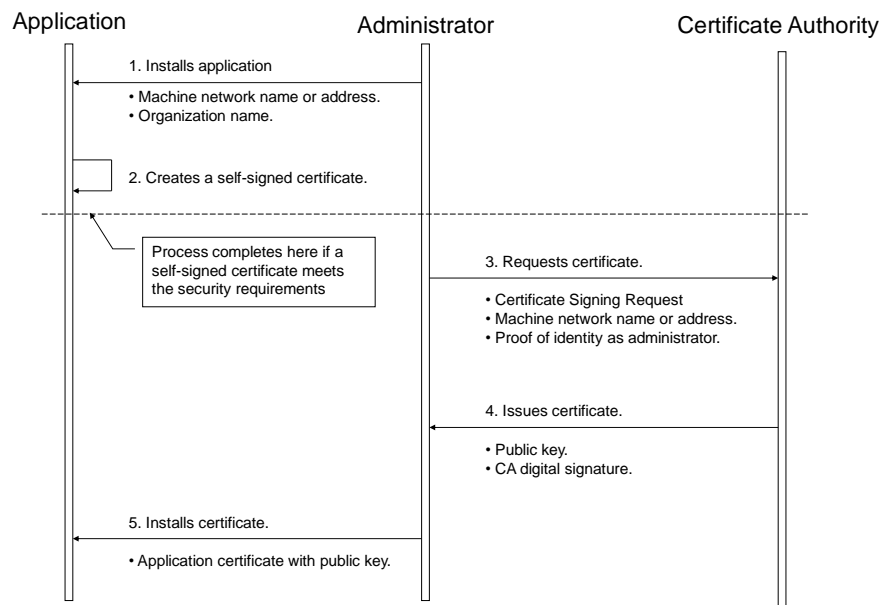 Application
Administrator
Certificate Authority
1. Installs application
• Machine network name or address.
• Organization name.
2. Creates a self-signed certificate.
Process completes here if a
self-signed certificate meets
the security requirements
3. Requests certificate.
• Certificate Signing Request
• Machine network name or address.
• Proof of identity as administrator.
4. Issues certificate.
• Public key.
• CA digital signature.
5. Installs certificate.
• Application certificate with public key.